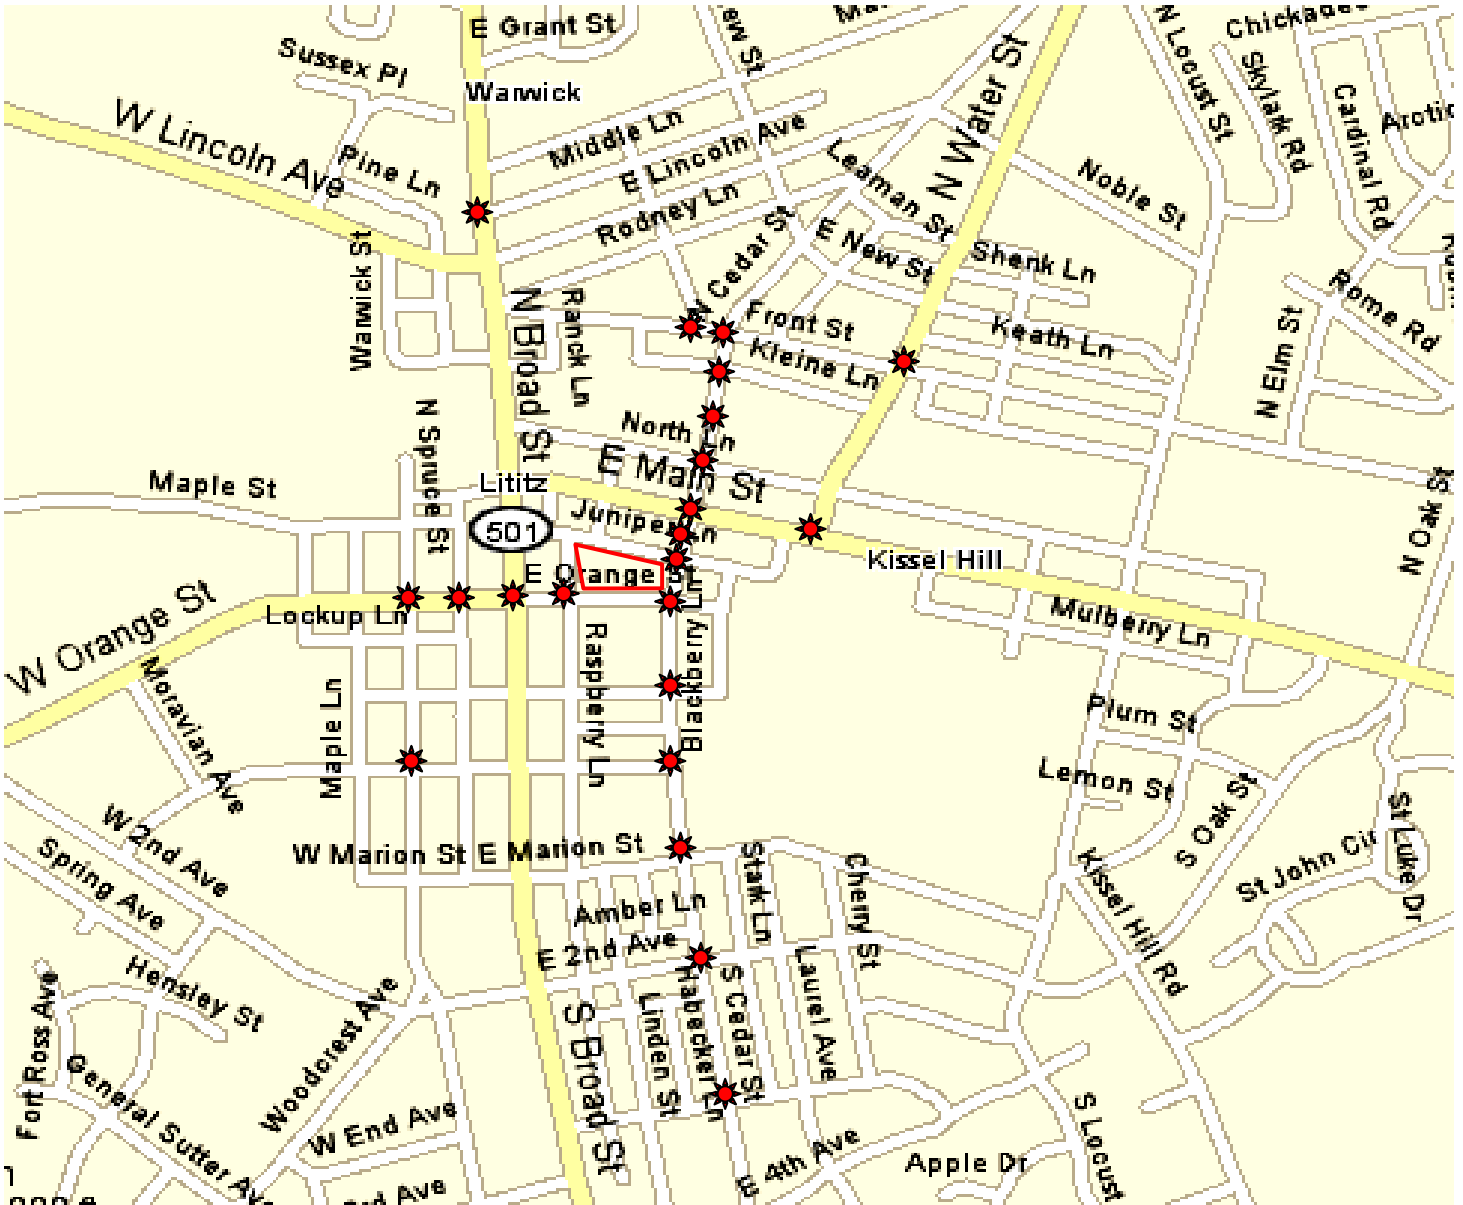 E Grant St
Sussex Pl
N Locust St
Skylark Rd
Cardinal Rd
Warwick
N Water St
W Lincoln Ave
Pine Ln
Middle Ln
E Lincoln Ave
Leaman St
Noble St
Rodney Ln
Warwick St
N Cedar St
E New St
Shenk Ln
Rome Rd
N Broad St
Ranck Ln
Front St
Keath Ln
Kleine Ln
N Elm St
N Spruce St
North Ln
E Main St
Maple St
Lititz
Juniper Ln
501
N Oak St
Kissel Hill
E Orange St
W Orange St
Lockup Ln
Mulberry Ln
Moravian Ave
Maple Ln
Raspberry Ln
Blackberry Ln
Plum St
Lemon St
S Oak St
St Luke Dr
W 2nd Ave
Spring Ave
W Marion St
E Marion St
Stark Ln
Cherry St
Kissel Hill Rd
St John Cir
Amber Ln
E 2nd Ave
Hensley St
Fort Ross Ave
Woodcrest Ave
General Sutter Ave
S Broad St
Linden St
Habecker Ln
S Cedar St
Laurel Ave
W End Ave
E 4th Ave
Apple Dr
S Locust
3rd Ave